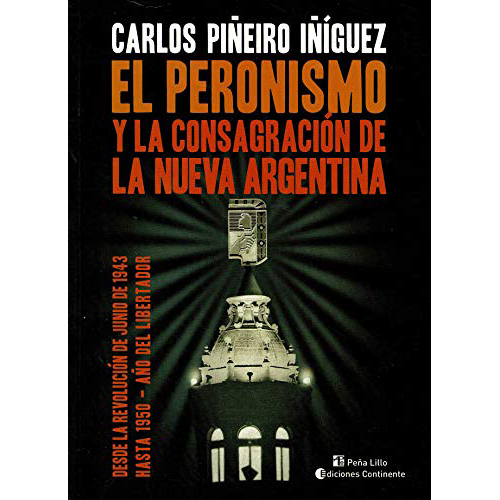 CARLOS PIÑEIRO IÑÍGUEZ
EL PERONISMO
Y LA CONSAGRACIÓN DE
LA NUEVA ARGENTINA
DESDE LA REVOLUCIÓN DE JUNIO DE 1943
HASTA 1950 – AÑO DEL LIBERTADOR
Peña Lillo
Ediciones Continente